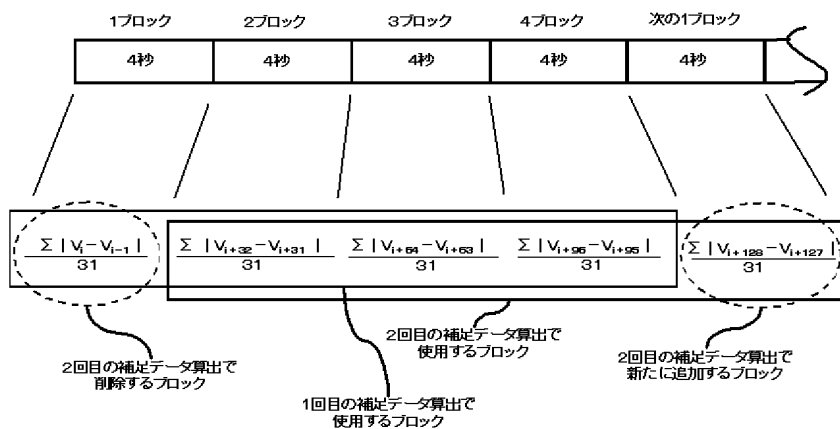 1ブロック 2ブロック 3ブロック 4ブロック 次の1ブロック
4秒 4秒 4秒 4秒 4秒
Σ|Vi−Vi−1| Σ|Vi+32−Vi+31| Σ|Vi+64−Vi+63| Σ|Vi+96−Vi+95| Σ|Vi+128−Vi+127|
31 31 31 31 31
2回目の補足データ算出で
削除するブロック
1回目の補足データ算出で
使用するブロック
2回目の補足データ算出で
使用するブロック
2回目の補足データ算出で
新たに追加するブロック